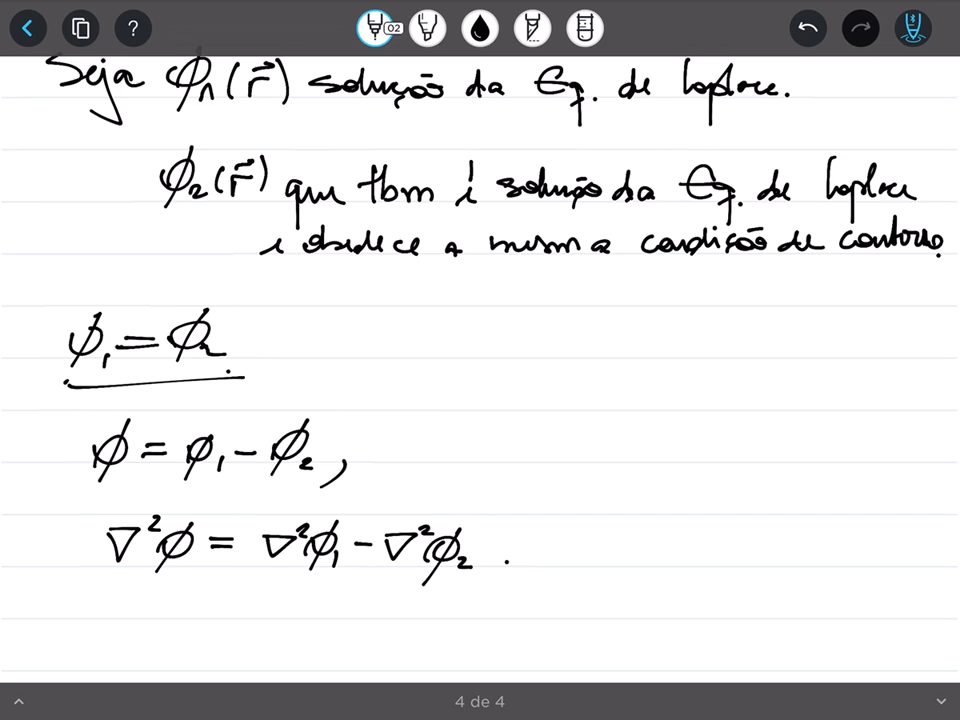 ?
02
Seja ϕ₁(r⃗) solução da Eq. de Laplace.
ϕ₂(r⃗) que tbm é solução da Eq. de Laplace
e obedece a mesma condição de contorno.
ϕ₁ = ϕ₂.
ϕ = ϕ₁ - ϕ₂,
∇²ϕ = ∇²ϕ₁ - ∇²ϕ₂.
4 de 4